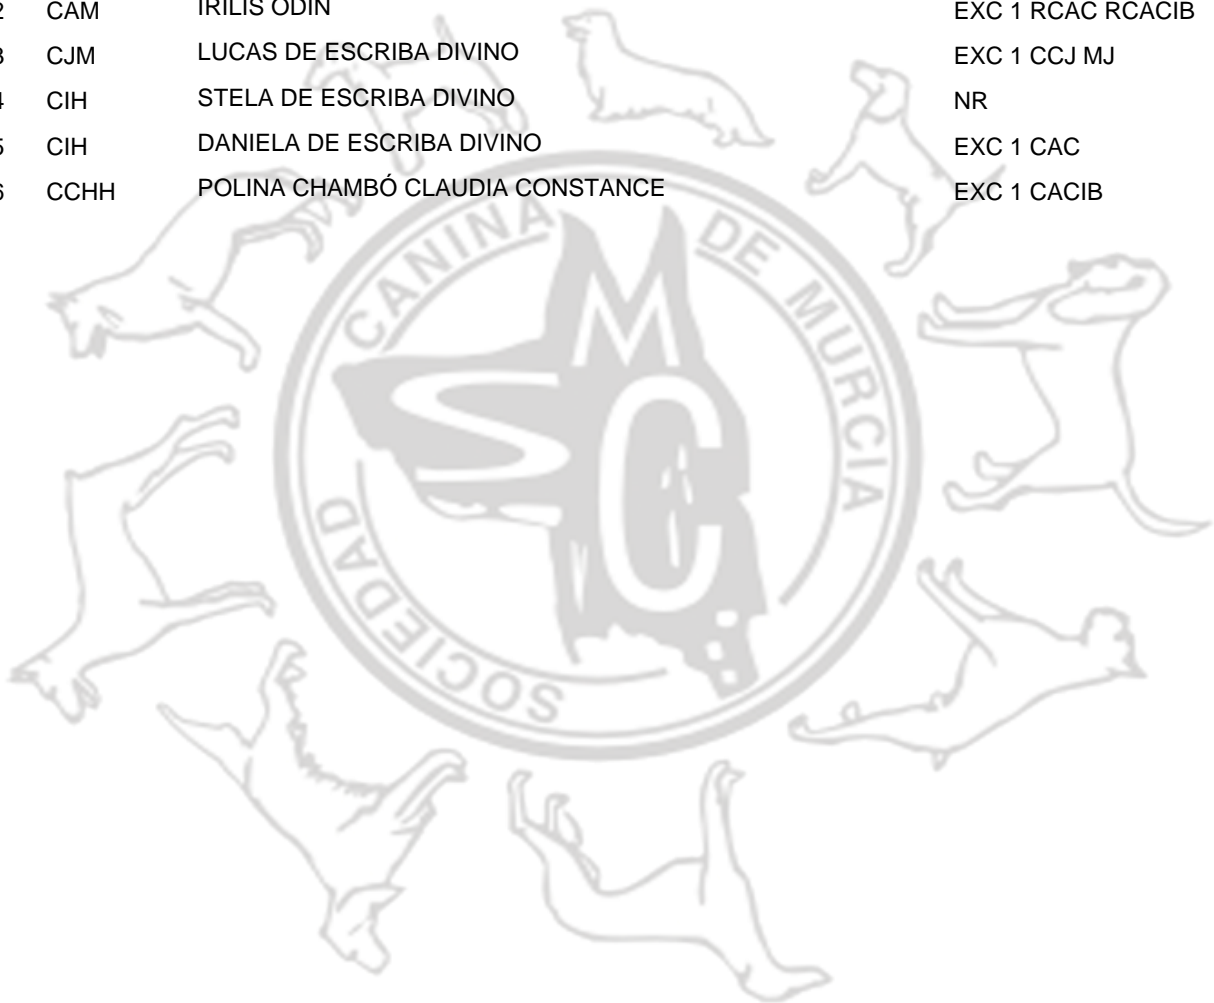 2 CAM IRILIS ODIN EXC 1 RCAC RCACIB
3 CJM LUCAS DE ESCRIBA DIVINO EXC 1 CCJ MJ
4 CIH STELA DE ESCRIBA DIVINO NR
5 CIH DANIELA DE ESCRIBA DIVINO EXC 1 CAC
6 CCHH POLINA CHAMBÓ CLAUDIA CONSTANCE EXC 1 CACIB
SOCIEDAD CANINA DE MURCIA
M
S
C